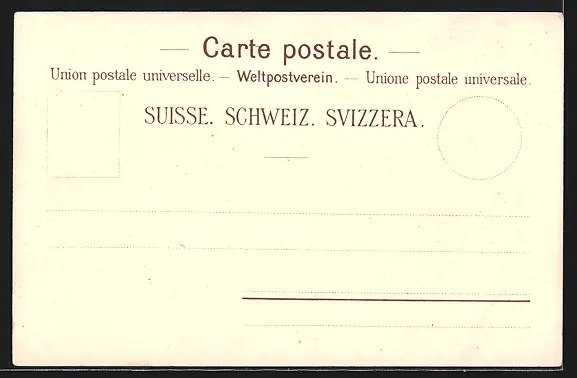 — Carte postale. —
Union postale universelle. — Weltpostverein. — Unione postale universale.
SUISSE. SCHWEIZ. SVIZZERA.